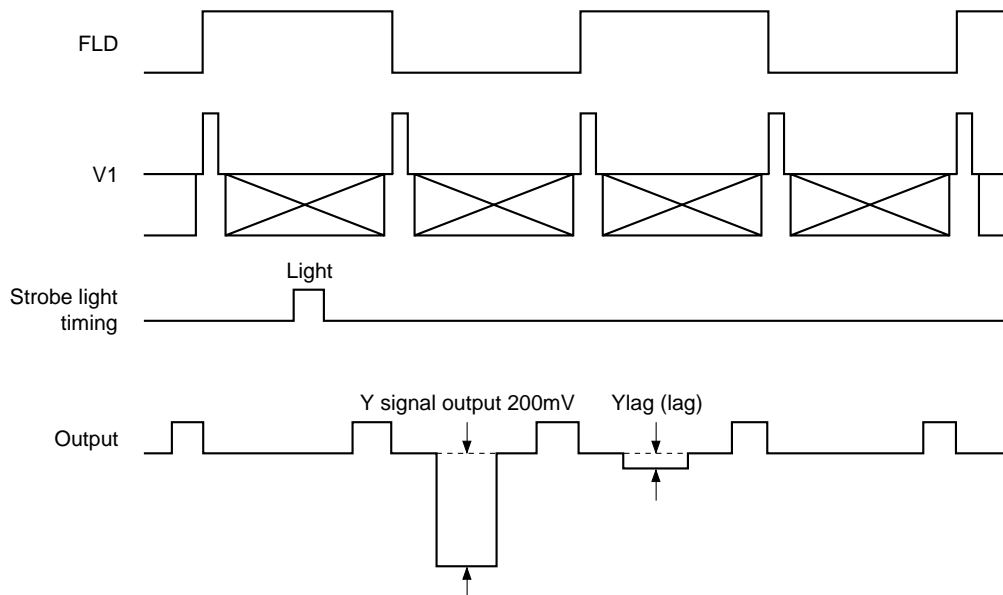 FLD
V1
Light
Strobe light
timing
Y signal output 200mV
Ylag (lag)
Output